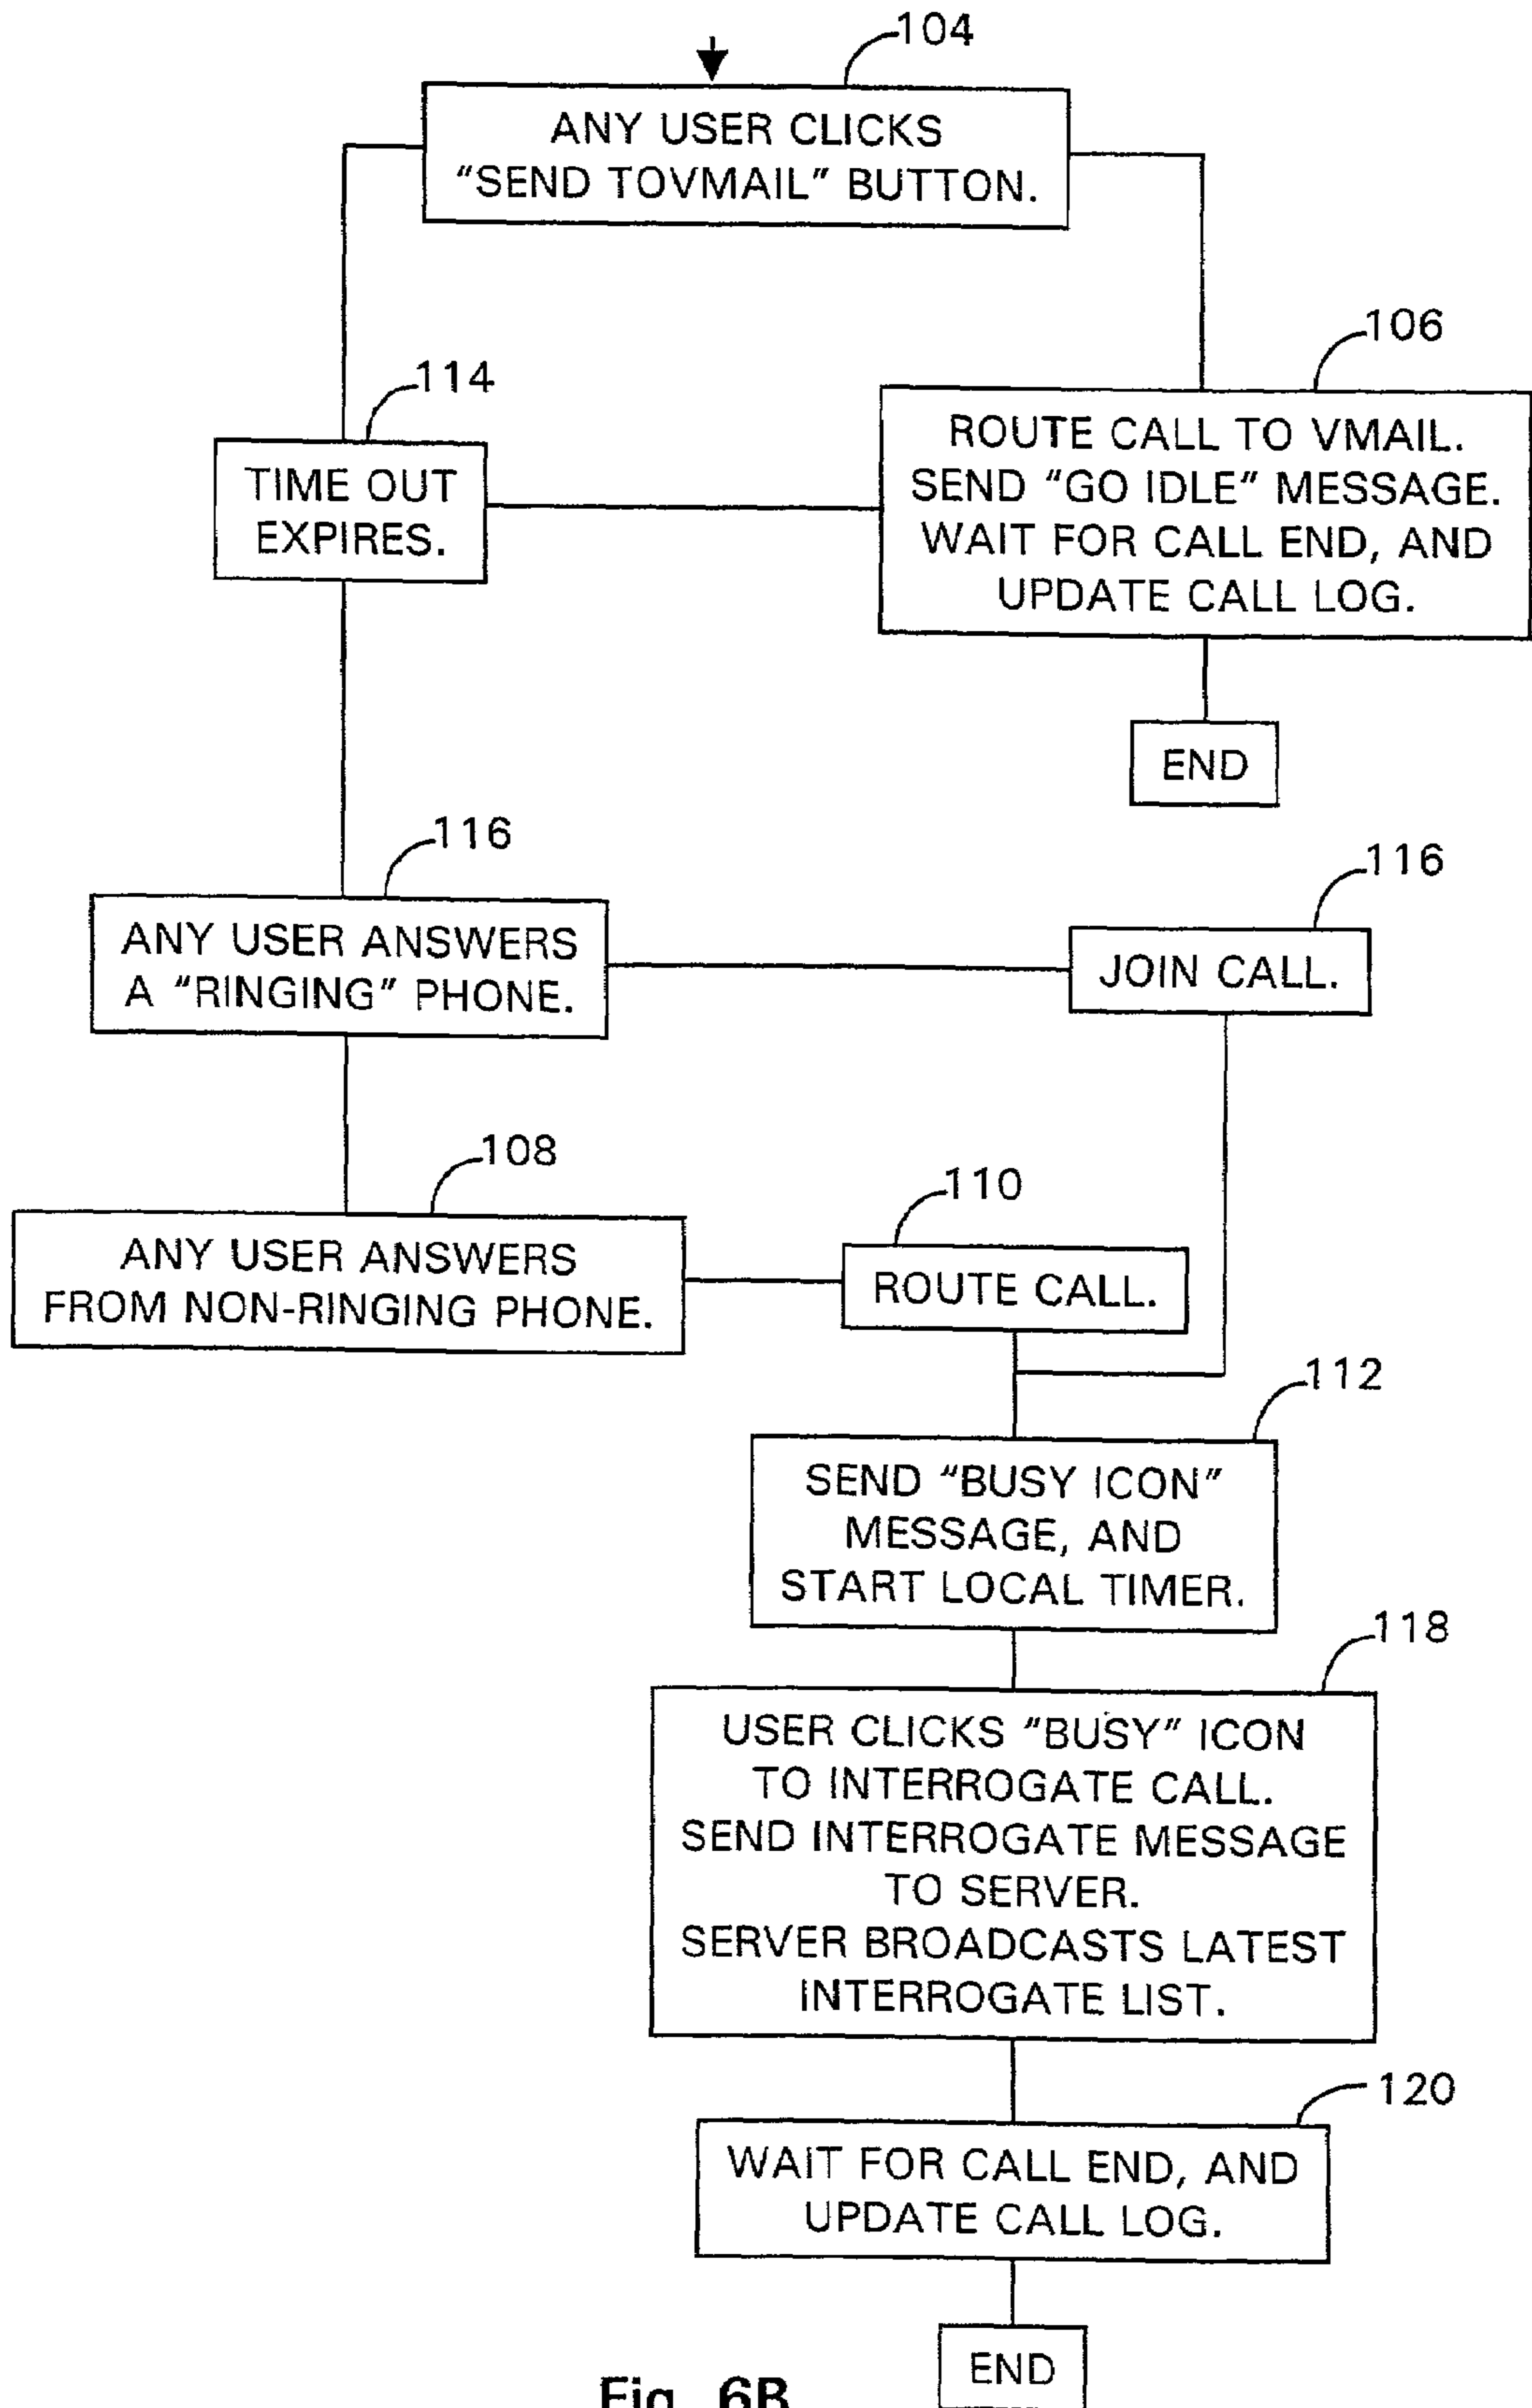 104
ANY USER CLICKS
"SEND TOVMAIL" BUTTON.
106
114
ROUTE CALL TO VMAIL.
SEND "GO IDLE" MESSAGE.
WAIT FOR CALL END, AND
UPDATE CALL LOG.
TIME OUT
EXPIRES.
END
116
ANY USER ANSWERS
A "RINGING" PHONE.
116
JOIN CALL.
108
ANY USER ANSWERS
FROM NON-RINGING PHONE.
110
ROUTE CALL.
112
SEND "BUSY ICON"
MESSAGE, AND
START LOCAL TIMER.
118
USER CLICKS "BUSY" ICON
TO INTERROGATE CALL.
SEND INTERROGATE MESSAGE
TO SERVER.
SERVER BROADCASTS LATEST
INTERROGATE LIST.
120
WAIT FOR CALL END, AND
UPDATE CALL LOG.
END
Fig. 6B